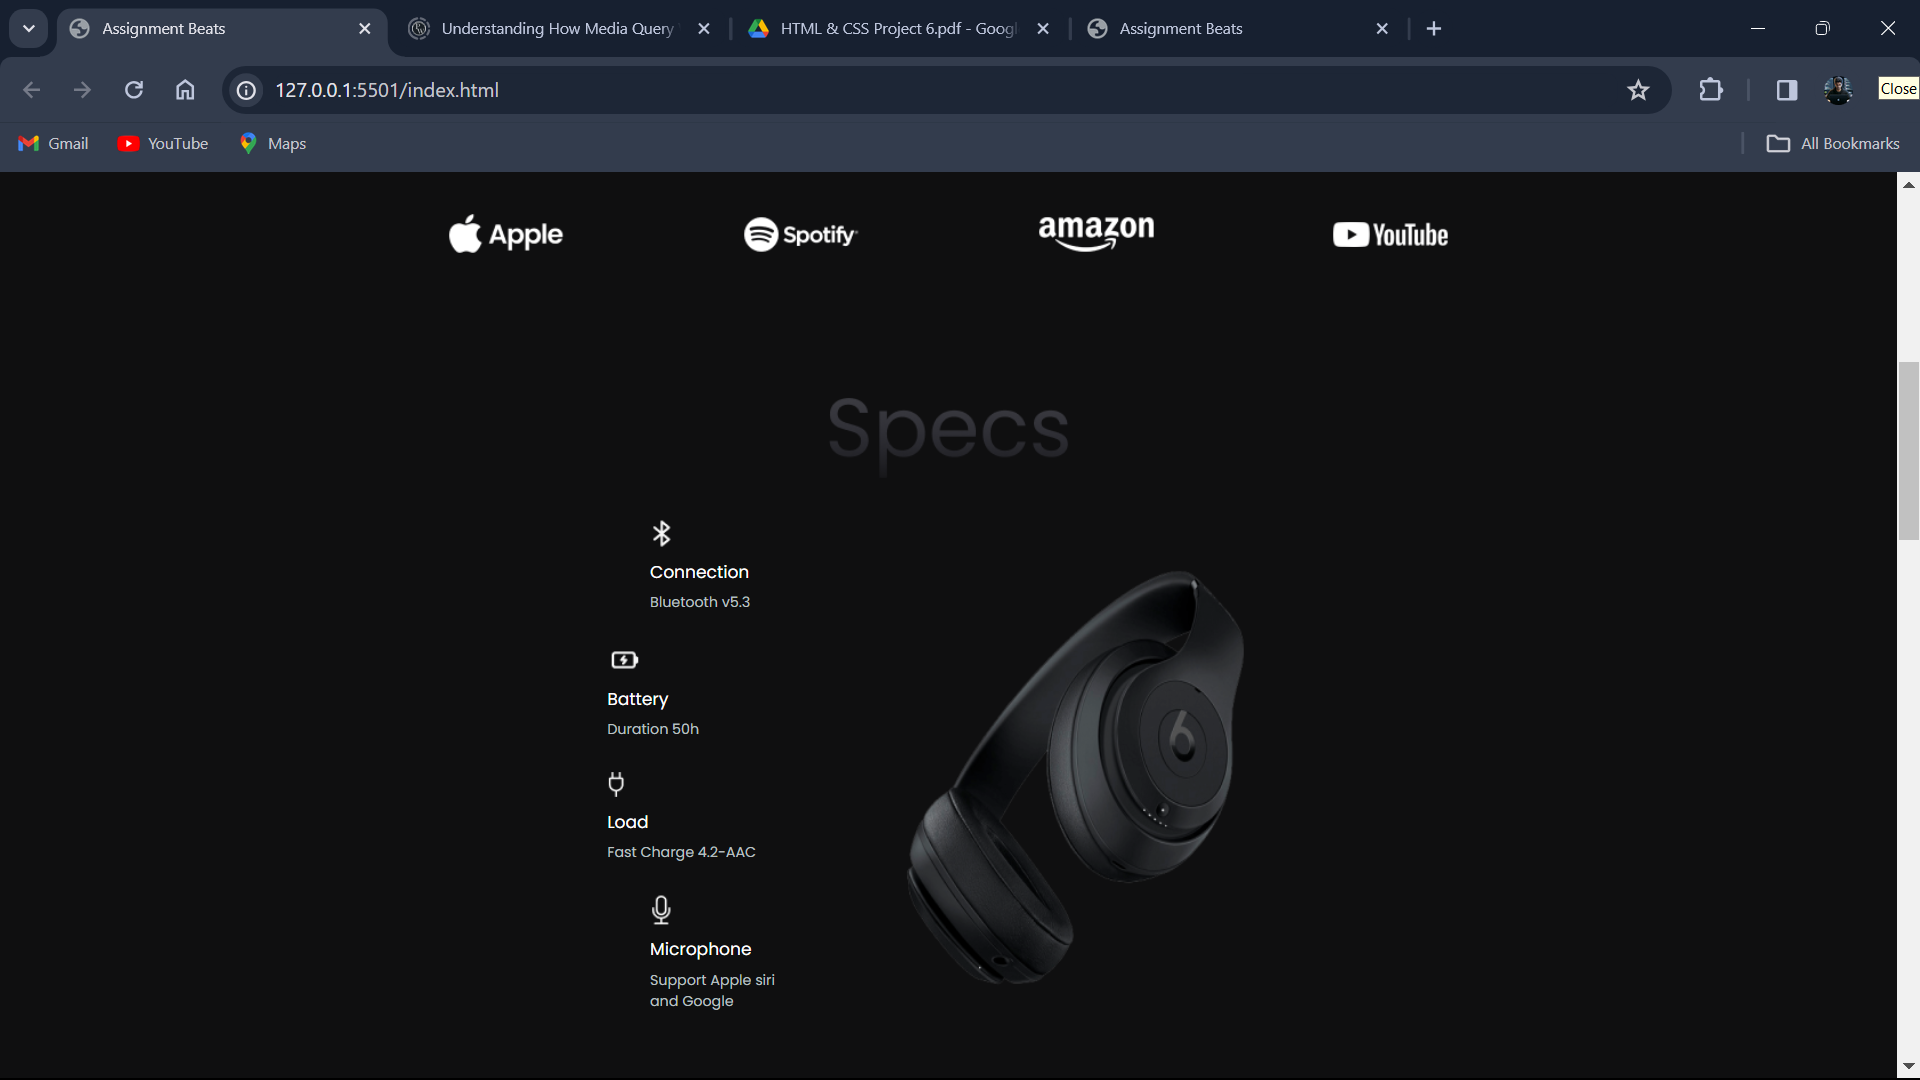 Assignment Beats
Understanding How Media Query
HTML & CSS Project 6.pdf - Googl
Assignment Beats
127.0.0.1:5501/index.html
Close
Gmail
YouTube
Maps
All Bookmarks
Apple
Spotify
amazon
YouTube
Specs
Connection
Bluetooth v5.3
Battery
Duration 50h
Load
Fast Charge 4.2-AAC
Microphone
Support Apple siri
and Google